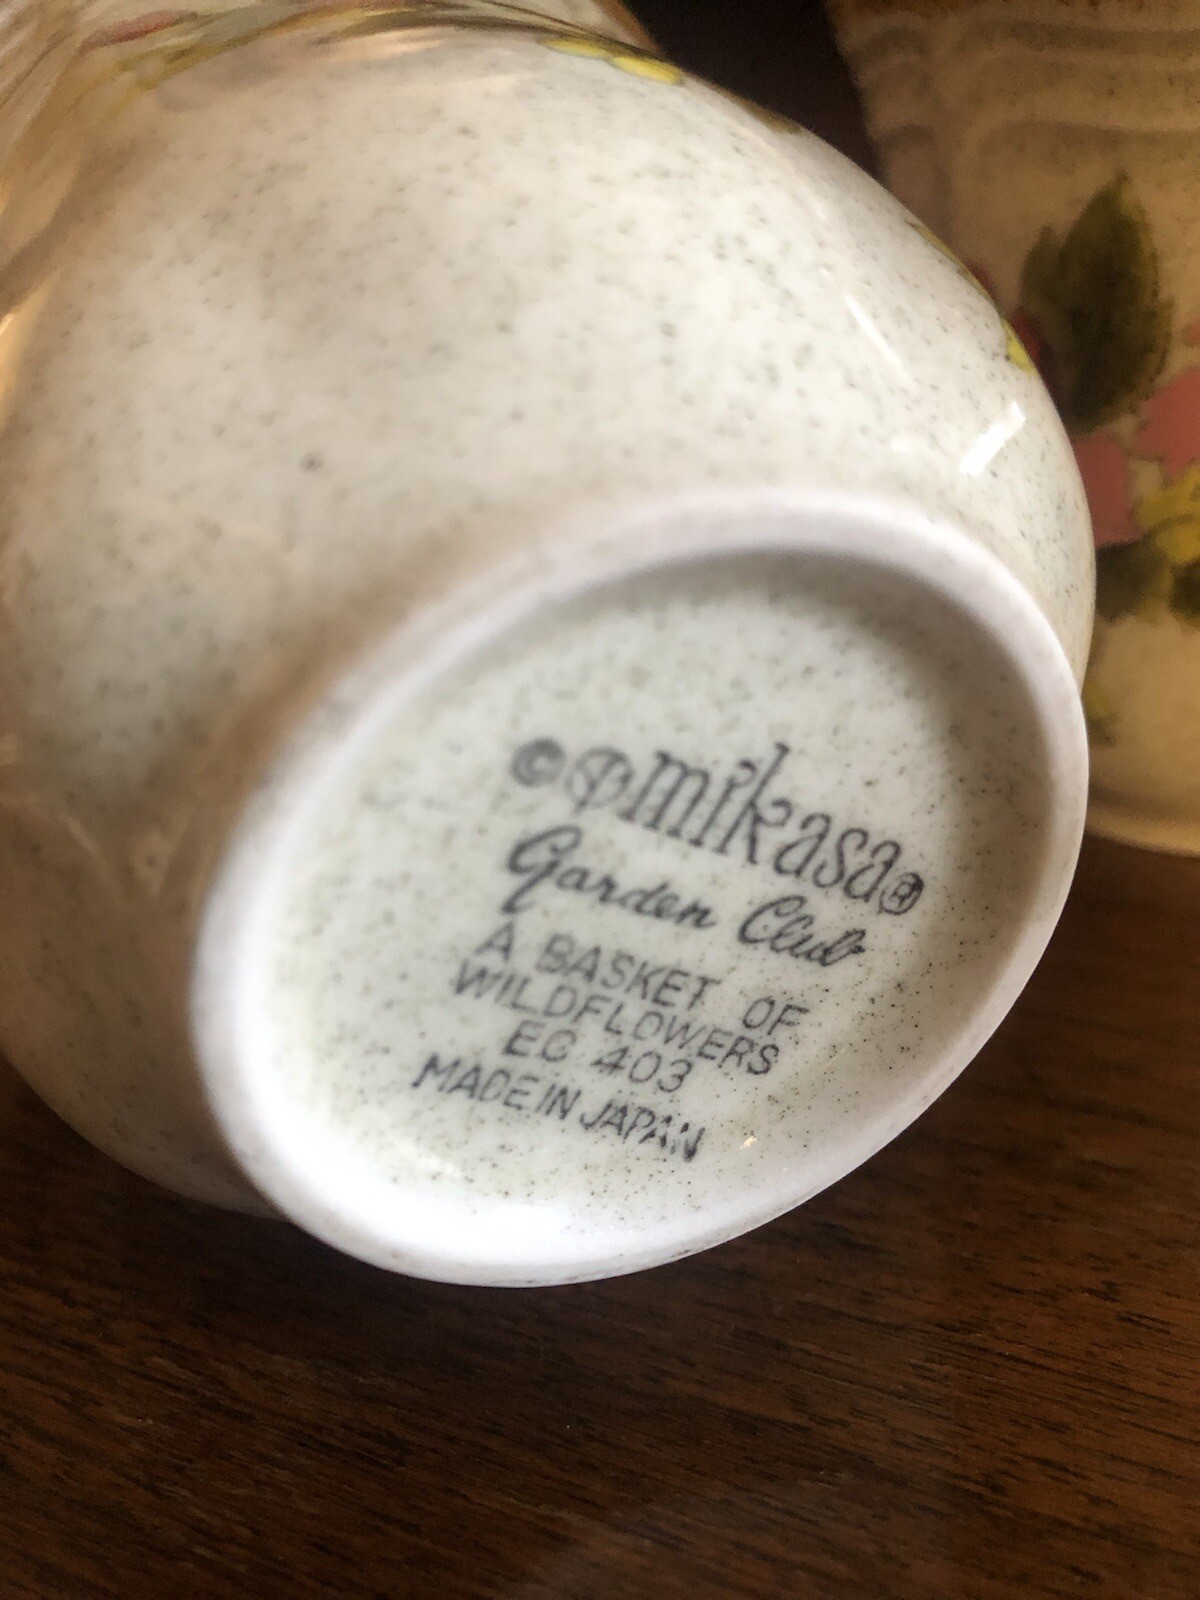 © mikasa ®
Garden Club
A BASKET OF
WILDFLOWERS
EC 403
MADE IN JAPAN